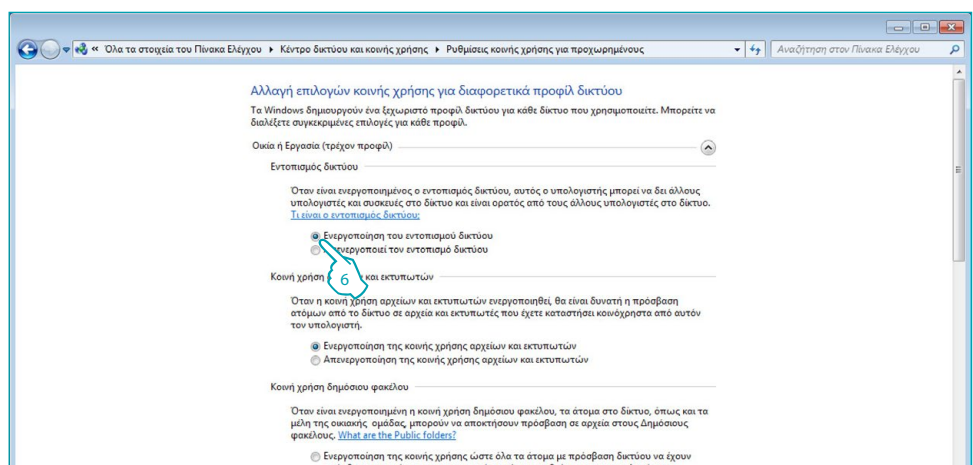 « Όλα τα στοιχεία του Πίνακα Ελέγχου ▸ Κέντρο δικτύου και κοινής χρήσης ▸ Ρυθμίσεις κοινής χρήσης για προχωρημένους
Αναζήτηση στον Πίνακα Ελέγχου
Αλλαγή επιλογών κοινής χρήσης για διαφορετικά προφίλ δικτύου
Τα Windows δημιουργούν ένα ξεχωριστό προφίλ δικτύου για κάθε δίκτυο που χρησιμοποιείτε. Μπορείτε να
διαλέξετε συγκεκριμένες επιλογές για κάθε προφίλ.
Οικία ή Εργασία (τρέχον προφίλ)
Εντοπισμός δικτύου
Όταν είναι ενεργοποιημένος ο εντοπισμός δικτύου, αυτός ο υπολογιστής μπορεί να δει άλλους
υπολογιστές και συσκευές στο δίκτυο και είναι ορατός από τους άλλους υπολογιστές στο δίκτυο.
Τι είναι ο εντοπισμός δικτύου;
Ενεργοποίηση του εντοπισμού δικτύου
τον εντοπισμό δικτύου
6
Κοινή χρήση και εκτυπωτών
Όταν η κοινή χρήση αρχείων και εκτυπωτών ενεργοποιηθεί, θα είναι δυνατή η πρόσβαση
ατόμων από το δίκτυο σε αρχεία και εκτυπωτές που έχετε καταστήσει κοινόχρηστα από αυτόν
τον υπολογιστή.
Ενεργοποίηση της κοινής χρήσης αρχείων και εκτυπωτών
Απενεργοποίηση της κοινής χρήσης αρχείων και εκτυπωτών
Κοινή χρήση δημόσιου φακέλου
Όταν είναι ενεργοποιημένη η κοινή χρήση δημόσιου φακέλου, τα άτομα στο δίκτυο, όπως και τα
μέλη της οικιακής ομάδας, μπορούν να αποκτήσουν πρόσβαση σε αρχεία στους Δημόσιους
φακέλους. What are the Public folders?
Ενεργοποίηση της κοινής χρήσης ώστε όλα τα άτομα με πρόσβαση δικτύου να έχουν